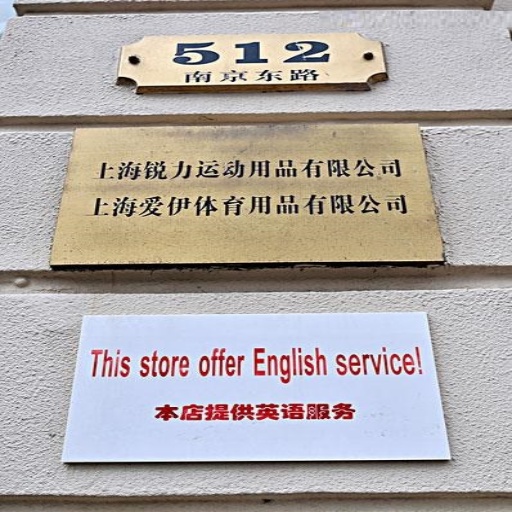 512
南京东路
上海锐力运动用品有限公司
上海爱伊体育用品有限公司
This store offer English service!
本店提供英语服务